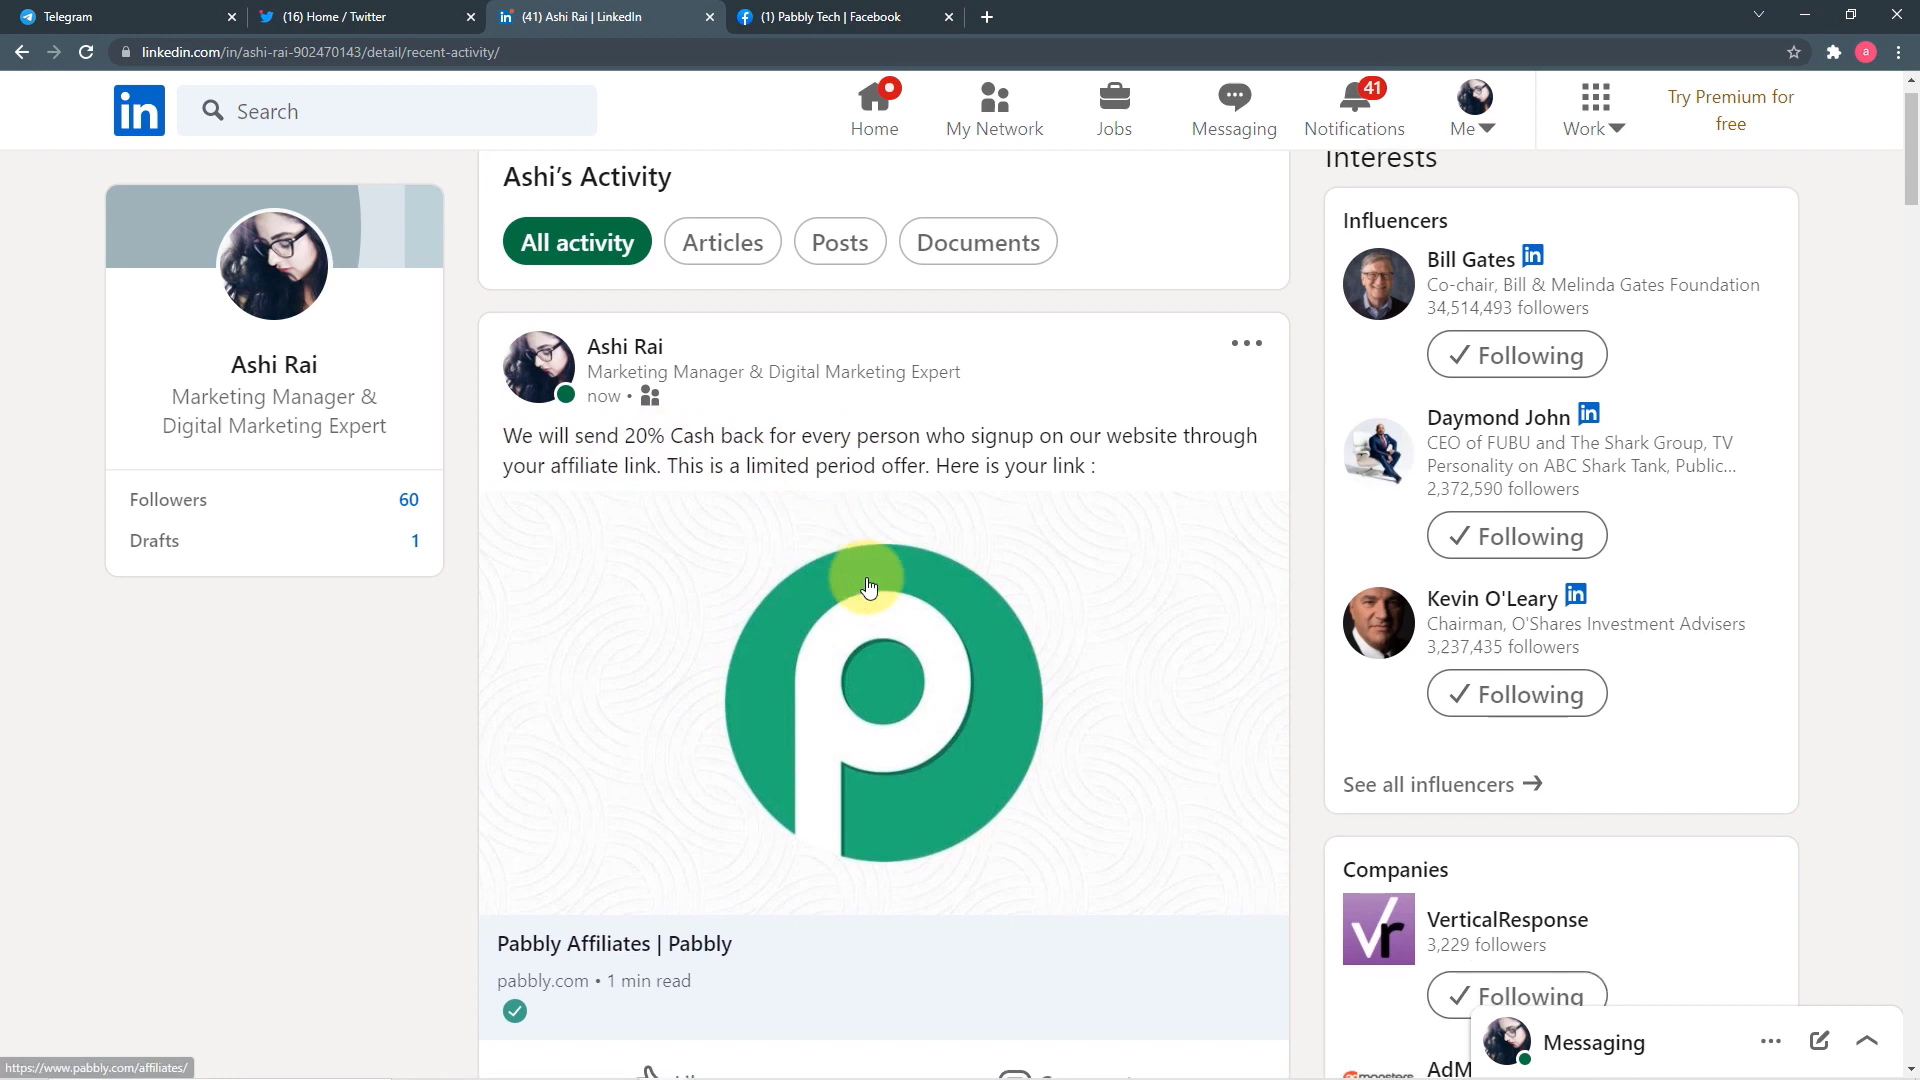 Telegram
(16) Home / Twitter
(41) Ashi Rai | LinkedIn
(1) Pabbly Tech | Facebook
linkedin.com/in/ashi-rai-902470143/detail/recent-activity/
a
in
Search
Home
My Network
Jobs
Messaging
41
Notifications
Me
Work
Try Premium for
free
Ashi Rai
Marketing Manager &
Digital Marketing Expert
Followers 60
Drafts 1
Ashi’s Activity
All activity
Articles
Posts
Documents
Ashi Rai
Marketing Manager & Digital Marketing Expert
now •
We will send 20% Cash back for every person who signup on our website through
your affiliate link. This is a limited period offer. Here is your link :
Pabbly Affiliates | Pabbly
pabbly.com • 1 min read
Interests
Influencers
Bill Gates in
Co-chair, Bill & Melinda Gates Foundation
34,514,493 followers
Following
Daymond John in
CEO of FUBU and The Shark Group, TV
Personality on ABC Shark Tank, Public...
2,372,590 followers
Following
Kevin O'Leary in
Chairman, O'Shares Investment Advisers
3,237,435 followers
Following
See all influencers
Companies
VerticalResponse
3,229 followers
Following
Messaging
https://www.pabbly.com/affiliates/